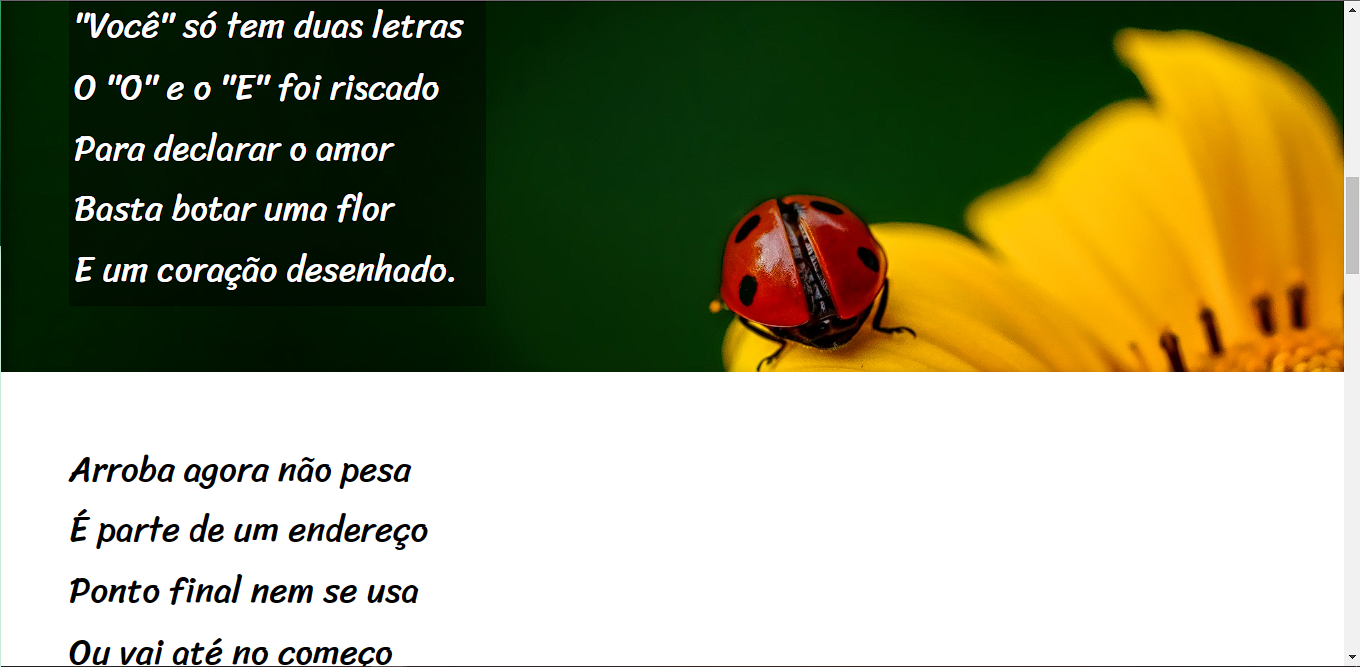 "Você" só tem duas letras
O "O" e o "E" foi riscado
Para declarar o amor
Basta botar uma flor
E um coração desenhado.
Arroba agora não pesa
É parte de um endereço
Ponto final nem se usa
Ou vai até no começo